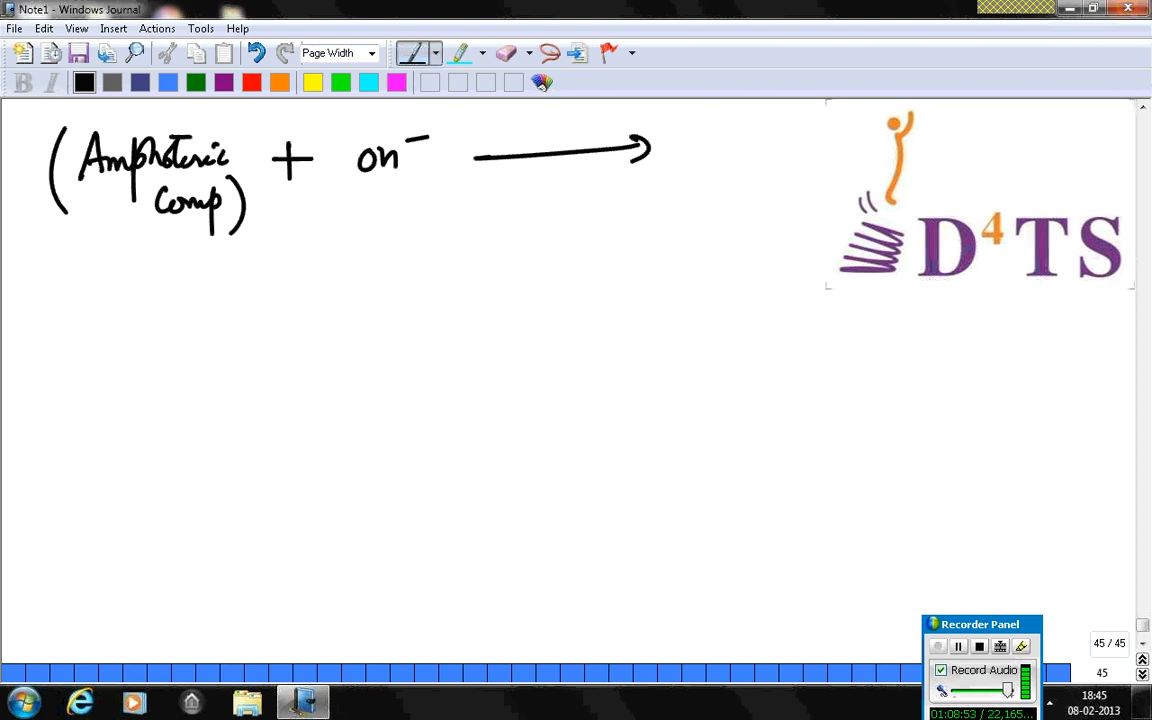 Note1 - Windows Journal
File Edit View Insert Actions Tools Help
Page Width
B I
(Amphoteric + OH⁻ ⟶
Comp)
D4TS
Recorder Panel
Record Audio
01:08:53 / 22,165...
45 / 45
45
18:45
08-02-2013